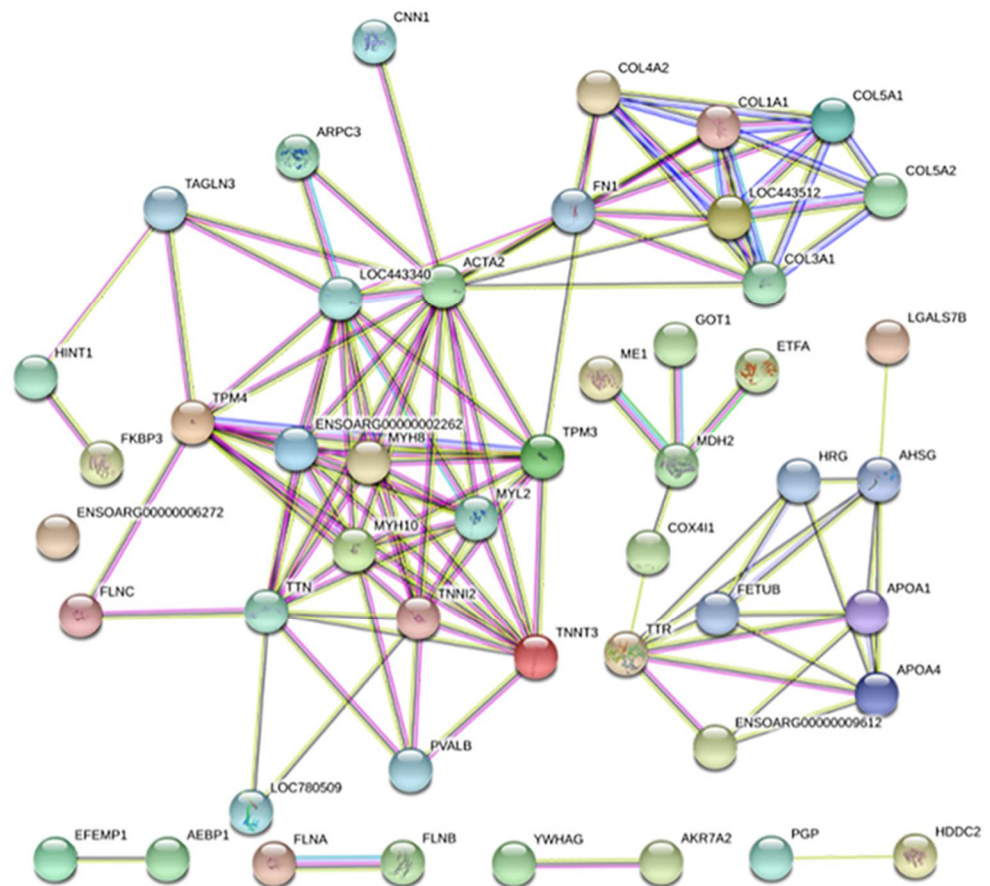 CNN1
COL4A2
COL1A1
COL5A1
ARPC3
COL5A2
TAGLN3
FN1
LOC443512
COL3A1
LOC443340
ACTA2
GOT1
LGALS7B
HINT1
ME1
ETFA
TPM4
ENSOARG00000002262
MYH8
TPM3
FKBP3
MDH2
HRG
AHSG
MYL2
ENSOARG00000006272
MYH10
COX4I1
FLNC
TTN
TNNI2
FETUB
APOA1
TNNT3
TTR
APOA4
ENSOARG00000009612
PVALB
LOC780509
EFEMP1
AEBP1
FLNA
FLNB
YWHAG
AKR7A2
PGP
HDDC2